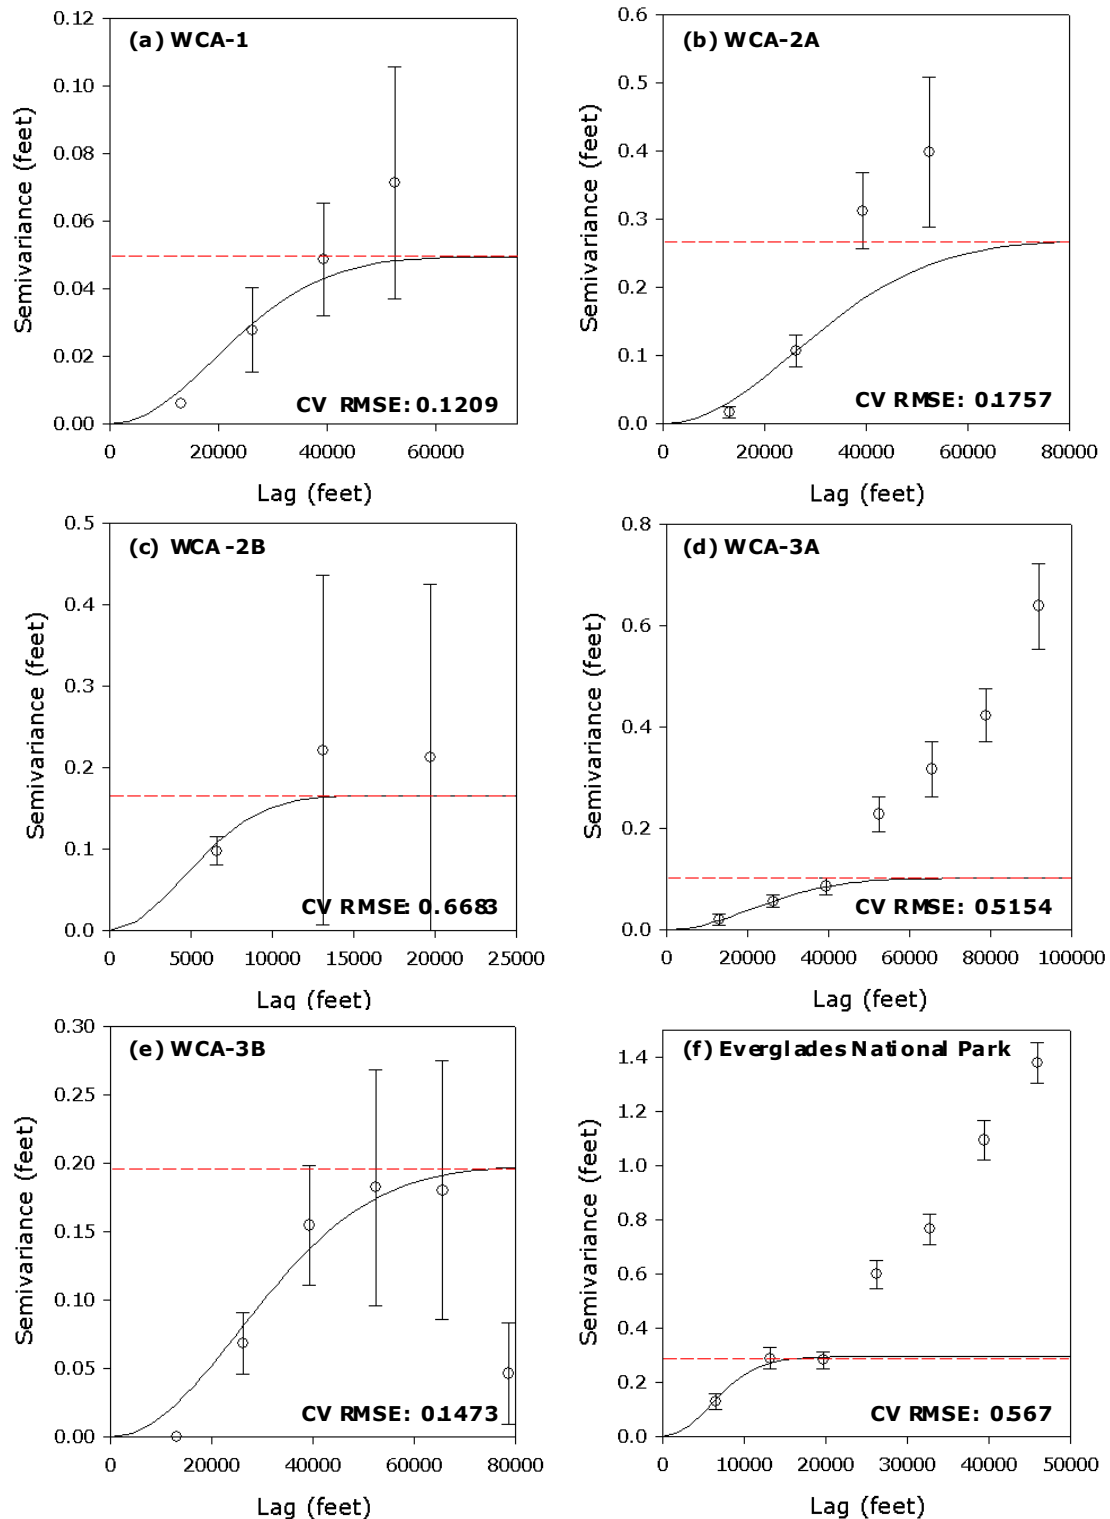 (a) WCA-1
Semivariance (feet)
0.12
0.10
0.08
0.06
0.04
0.02
0.00
CV RMSE: 0.1209
0 20000 40000 60000
Lag (feet)
(b) WCA-2A
Semivariance (feet)
0.6
0.5
0.4
0.3
0.2
0.1
0.0
CV RMSE: 0.1757
0 20000 40000 60000 80000
Lag (feet)
(c) WCA-2B
Semivariance (feet)
0.5
0.4
0.3
0.2
0.1
0.0
CV RMSE: 0.6683
0 5000 10000 15000 20000 25000
Lag (feet)
(d) WCA-3A
Semivariance (feet)
0.8
0.6
0.4
0.2
0.0
CV RMSE: 0.5154
0 20000 40000 60000 80000 100000
Lag (feet)
(e) WCA-3B
Semivariance (feet)
0.30
0.25
0.20
0.15
0.10
0.05
0.00
CV RMSE: 0.1473
0 20000 40000 60000 80000
Lag (feet)
(f) Everglades National Park
Semivariance (feet)
1.4
1.2
1.0
0.8
0.6
0.4
0.2
0.0
CV RMSE: 0.567
0 10000 20000 30000 40000 50000
Lag (feet)